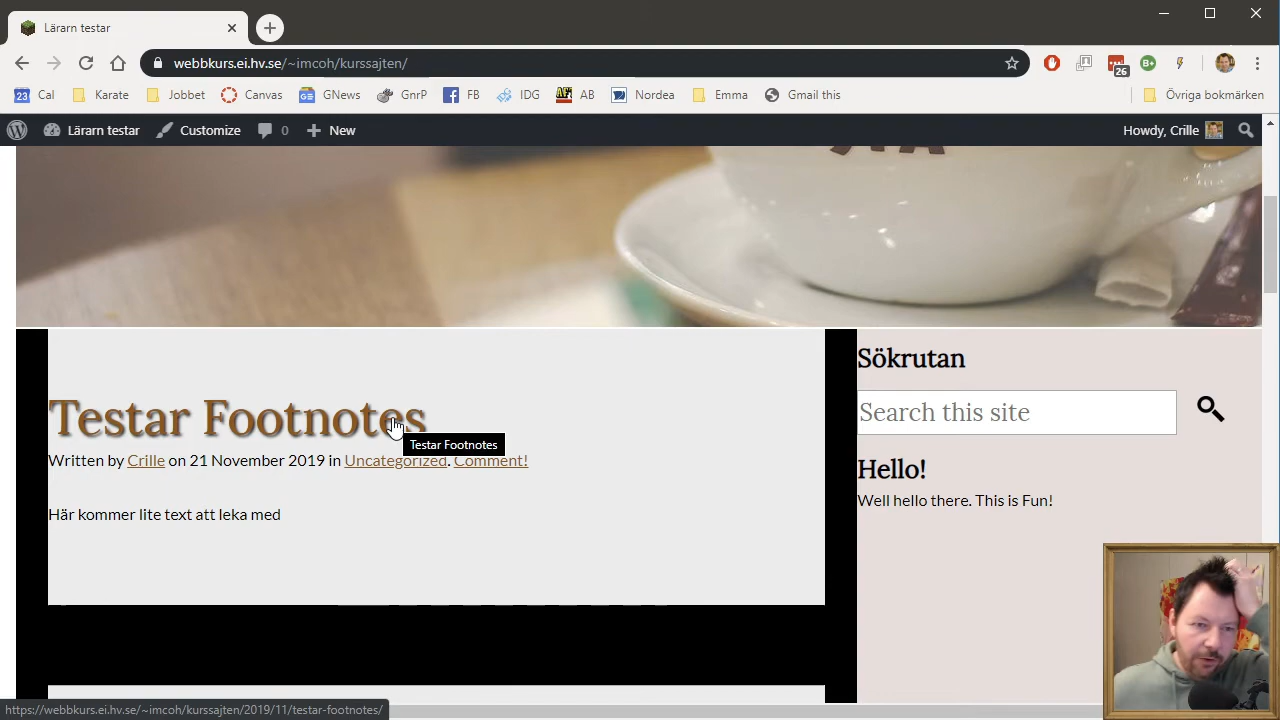 Lärarn testar
webbkurs.ei.hv.se/~imcoh/kurssajten/
26
23 Cal Karate Jobbet Canvas GNews GnrP FB IDG AB Nordea Emma Gmail this Övriga bokmärken
Lärarn testar Customize 0 New Howdy, Crille
Sökrutan
Testar Footnotes
Search this site
Testar Footnotes
Written by Crille on 21 November 2019 in Uncategorized. Comment!
Hello!
Well hello there. This is Fun!
Här kommer lite text att leka med
https://webbkurs.ei.hv.se/~imcoh/kurssajten/2019/11/testar-footnotes/